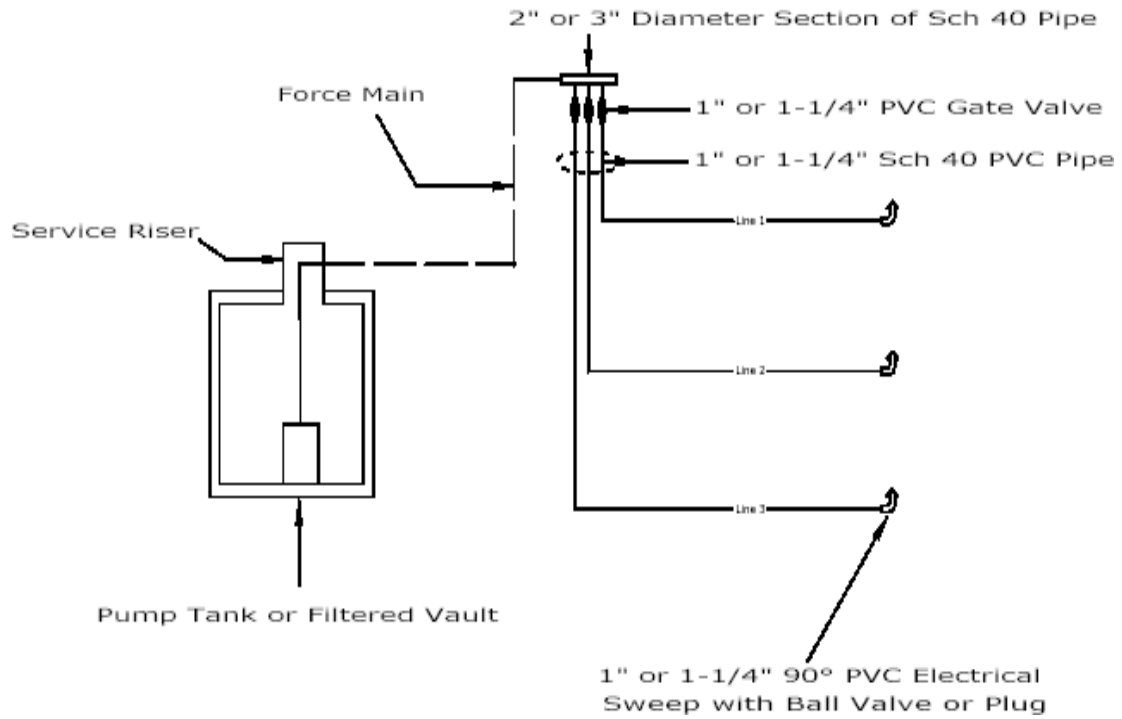 2" or 3" Diameter Section of Sch 40 Pipe
Force Main
1" or 1-1/4" PVC Gate Valve
1" or 1-1/4" Sch 40 PVC Pipe
Line 1
Service Riser
Line 2
Line 3
Pump Tank or Filtered Vault
1" or 1-1/4" 90° PVC Electrical
Sweep with Ball Valve or Plug